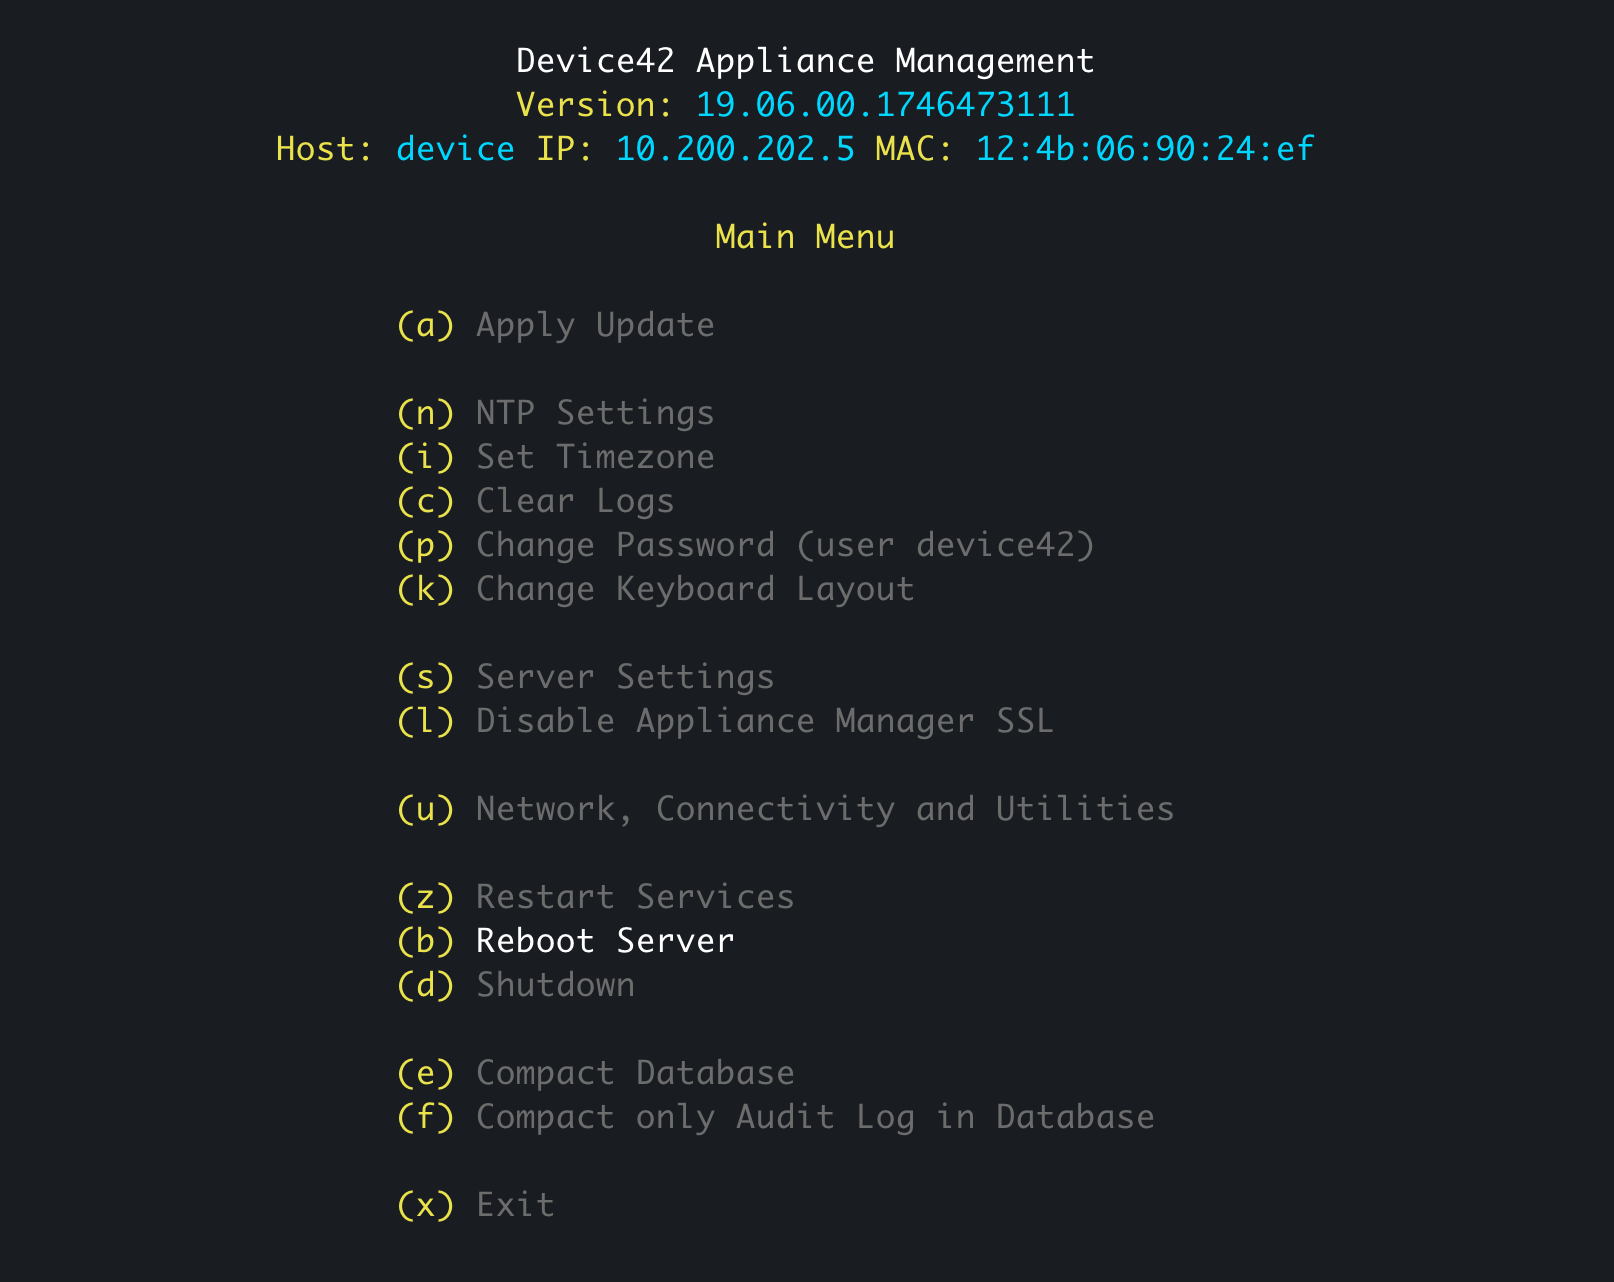 Device42 Appliance Management
Version: 19.06.00.1746473111
Host: device IP: 10.200.202.5 MAC: 12:4b:06:90:24:ef
Main Menu
(a) Apply Update
(n) NTP Settings
(i) Set Timezone
(c) Clear Logs
(p) Change Password (user device42)
(k) Change Keyboard Layout
(s) Server Settings
(l) Disable Appliance Manager SSL
(u) Network, Connectivity and Utilities
(z) Restart Services
(b) Reboot Server
(d) Shutdown
(e) Compact Database
(f) Compact only Audit Log in Database
(x) Exit